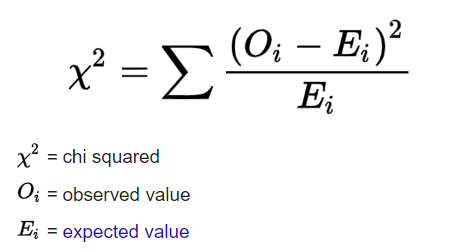 χ² = ∑ (Oᵢ − Eᵢ)² / Eᵢ
χ² = chi squared
Oᵢ = observed value
Eᵢ = expected value